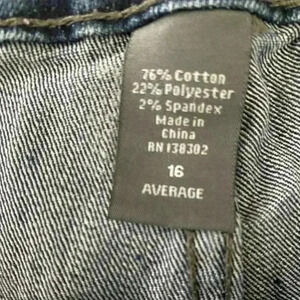 76% Cotton
22% Polyester
2% Spandex
Made in
China
RN 138302
16
AVERAGE